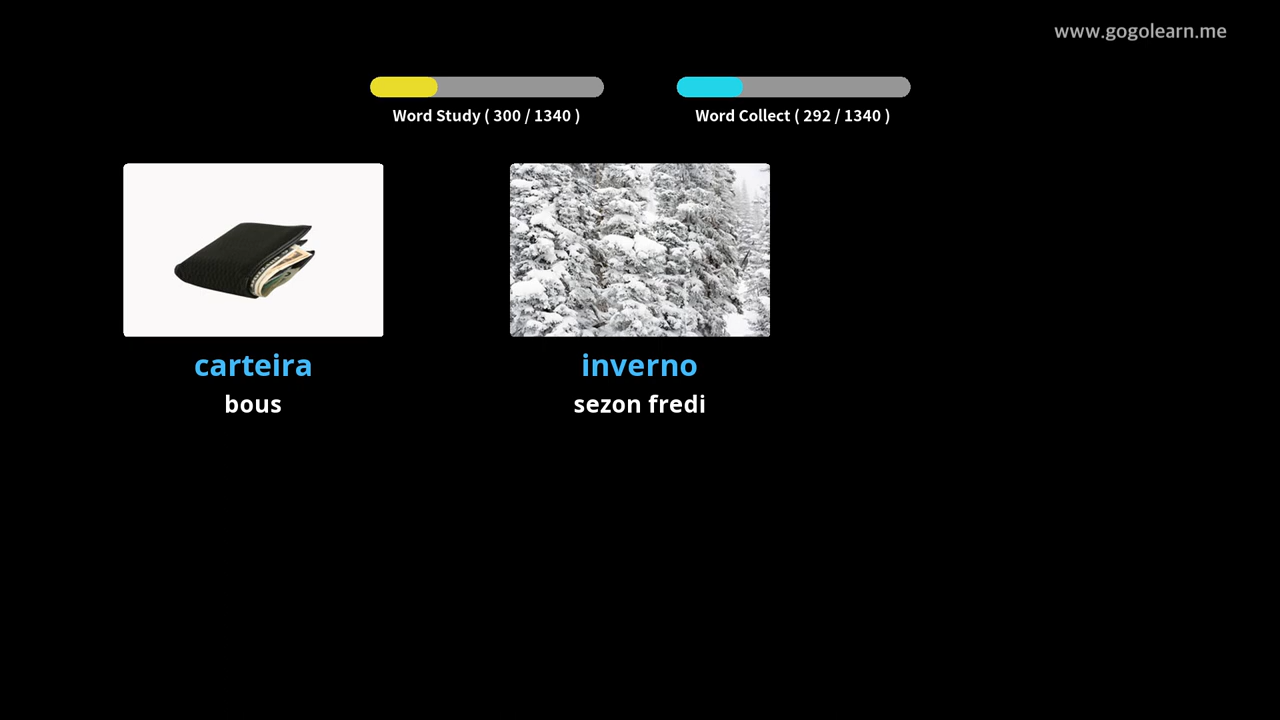 www.gogolearn.me
Word Study ( 300 / 1340 )
Word Collect ( 292 / 1340 )
carteira
bous
inverno
sezon fredi